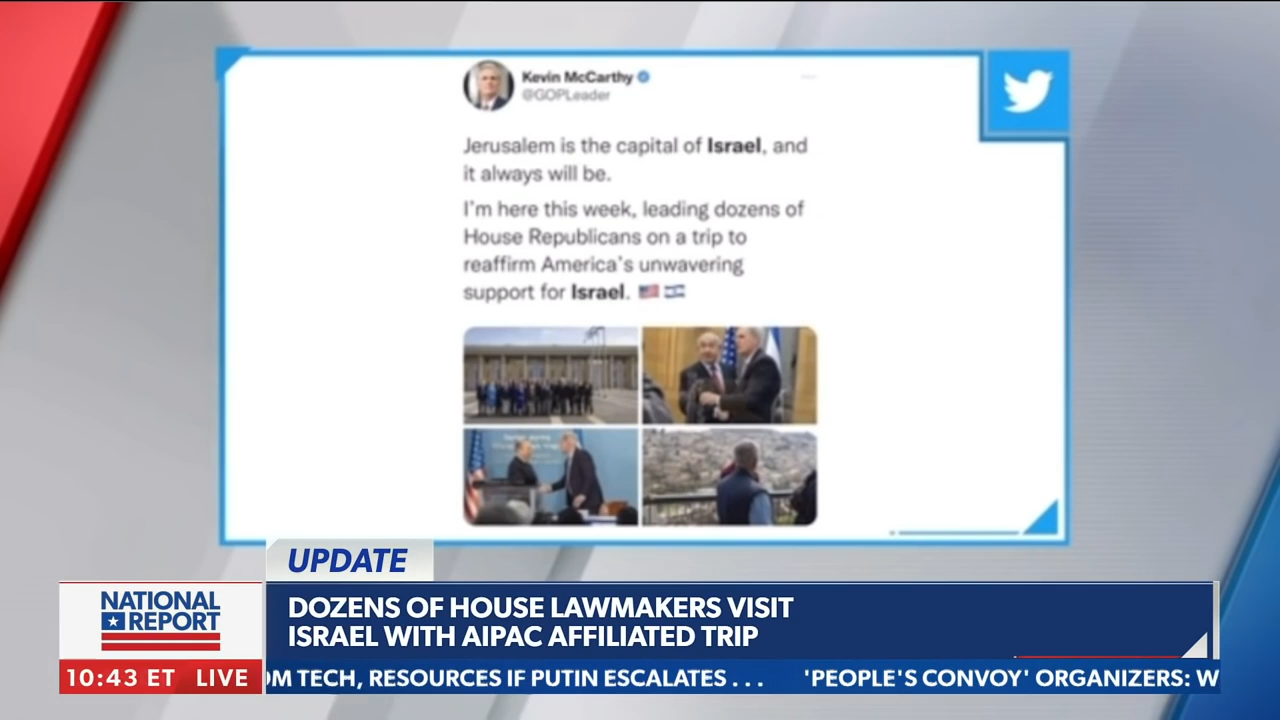 Kevin McCarthy
@GOPLeader
Jerusalem is the capital of Israel, and
it always will be.
I'm here this week, leading dozens of
House Republicans on a trip to
reaffirm America's unwavering
support for Israel. 🇺🇸 🇮🇱
UPDATE
NATIONAL
REPORT
DOZENS OF HOUSE LAWMAKERS VISIT
ISRAEL WITH AIPAC AFFILIATED TRIP
10:43 ET LIVE
OM TECH, RESOURCES IF PUTIN ESCALATES . . . 'PEOPLE'S CONVOY' ORGANIZERS: W